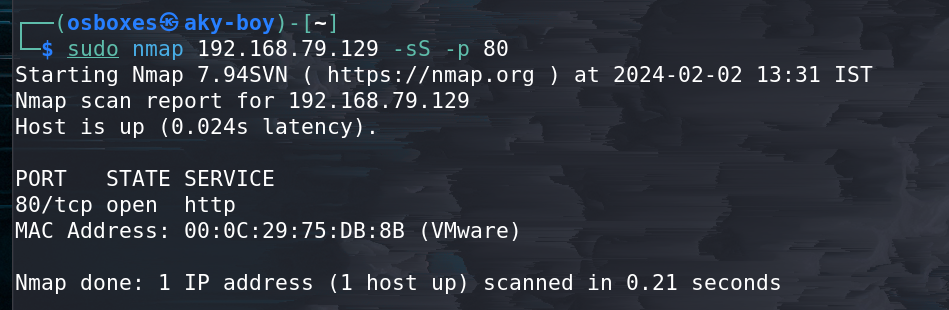 ┌──(osboxes㉿aky-boy)-[~]
└─$ sudo nmap 192.168.79.129 -sS -p 80
Starting Nmap 7.94SVN ( https://nmap.org ) at 2024-02-02 13:31 IST
Nmap scan report for 192.168.79.129
Host is up (0.024s latency).

PORT   STATE SERVICE
80/tcp open  http
MAC Address: 00:0C:29:75:DB:8B (VMware)

Nmap done: 1 IP address (1 host up) scanned in 0.21 seconds